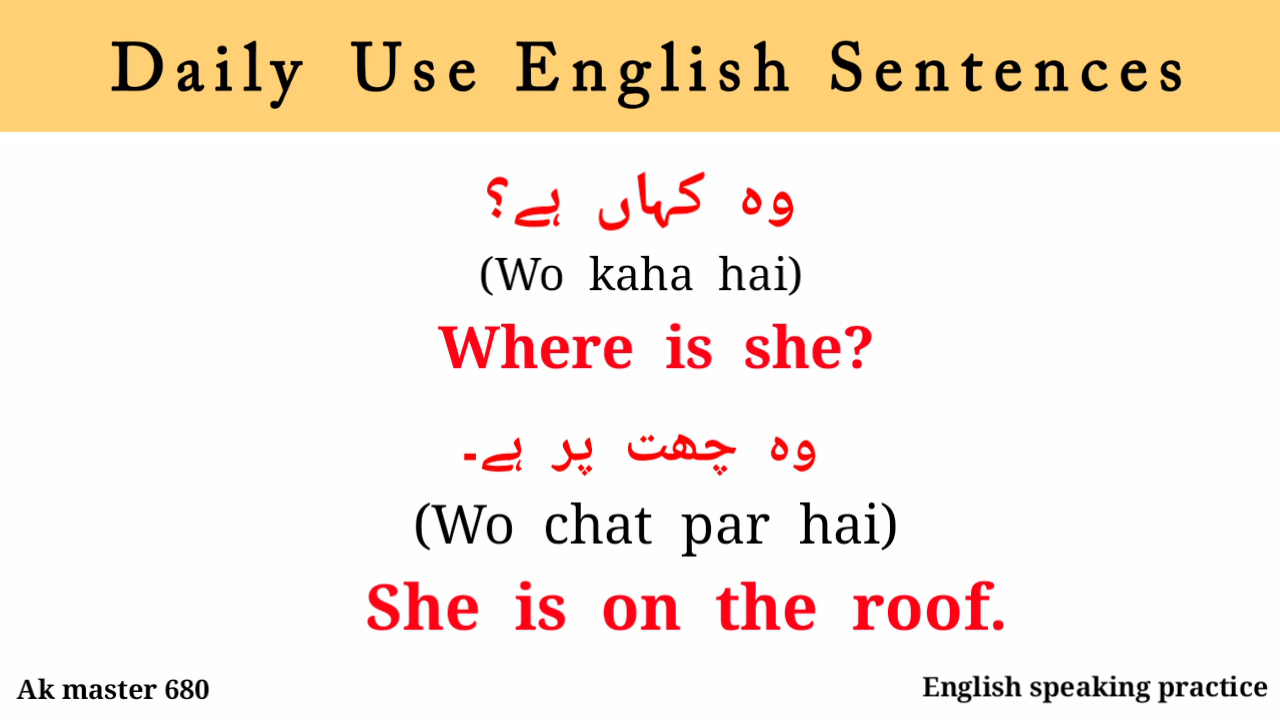 Daily Use English Sentences
وہ کہاں ہے؟
(Wo kaha hai)
Where is she?
وہ چھت پر ہے۔
(Wo chat par hai)
She is on the roof.
Ak master 680
English speaking practice